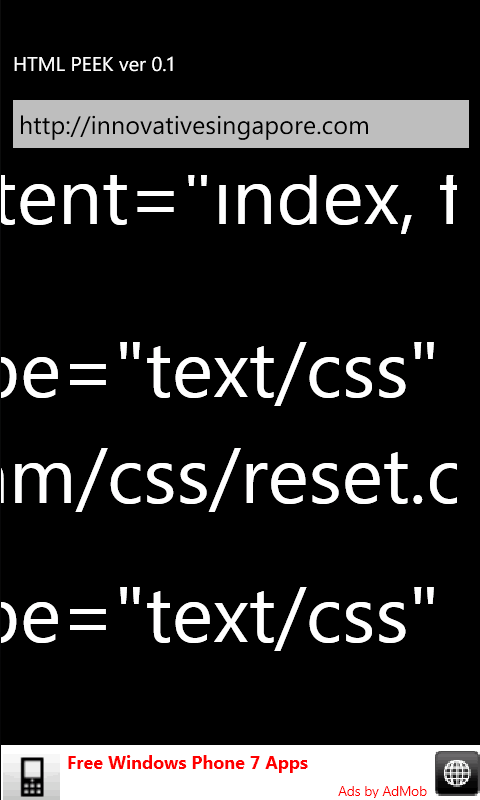 HTML PEEK ver 0.1
http://innovativesingapore.com
tent="index, f
pe="text/css"
m/css/reset.c
pe="text/css"
Free Windows Phone 7 Apps
Ads by AdMob